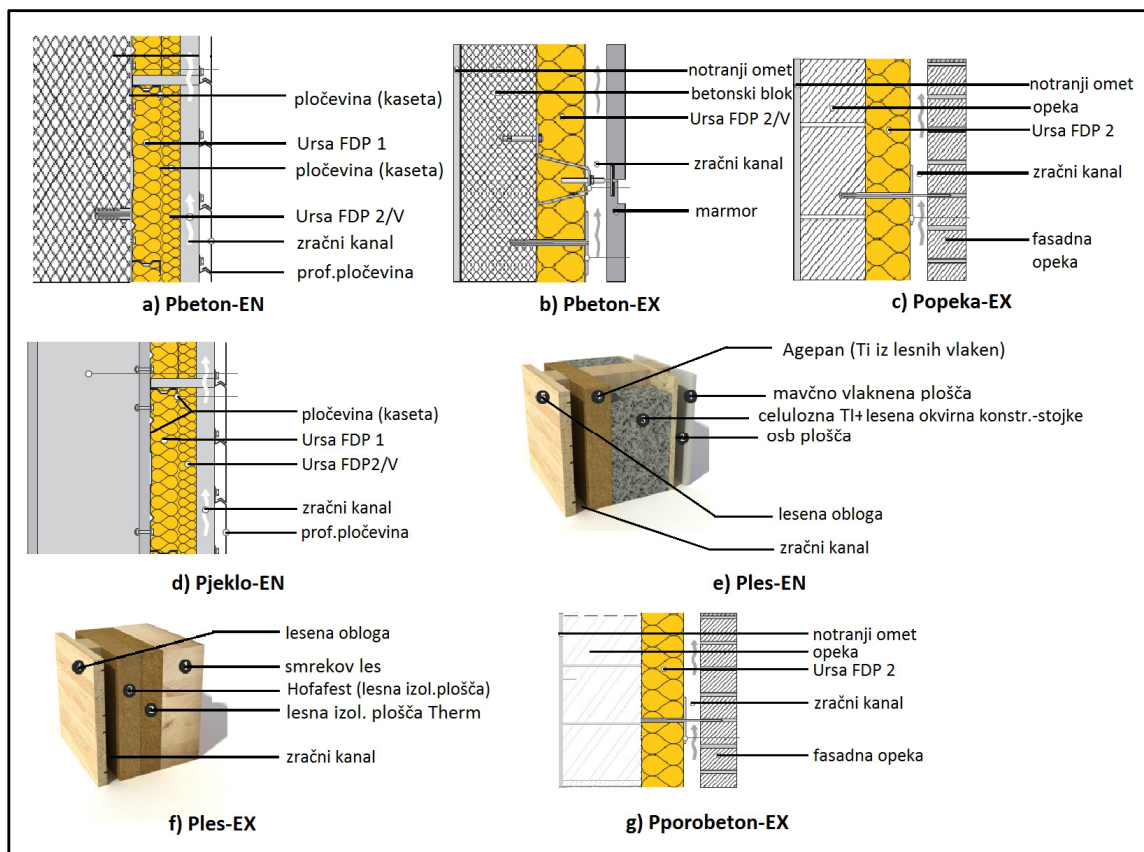 pločevina (kaseta)
Ursa FDP 1
pločevina (kaseta)
Ursa FDP 2/V
zračni kanal
prof.pločevina
a) Pbeton-EN
notranji omet
betonski blok
Ursa FDP 2/V
zračni kanal
marmor
b) Pbeton-EX
notranji omet
opeka
Ursa FDP 2
zračni kanal
fasadna
opeka
c) Popeka-EX
pločevina (kaseta)
Ursa FDP 1
Ursa FDP2/V
zračni kanal
prof.pločevina
d) Pjeklo-EN
Agepan (Ti iz lesnih vlaken)
mavčno vlaknena plošča
celulozna TI+lesena okvirna konstr.-stojke
osb plošča
lesena obloga
zračni kanal
e) Ples-EN
lesena obloga
smrekov les
Hofafest (lesna izol.plošča)
lesna izol. plošča Therm
zračni kanal
f) Ples-EX
notranji omet
opeka
Ursa FDP 2
zračni kanal
fasadna opeka
g) Pporobeton-EX